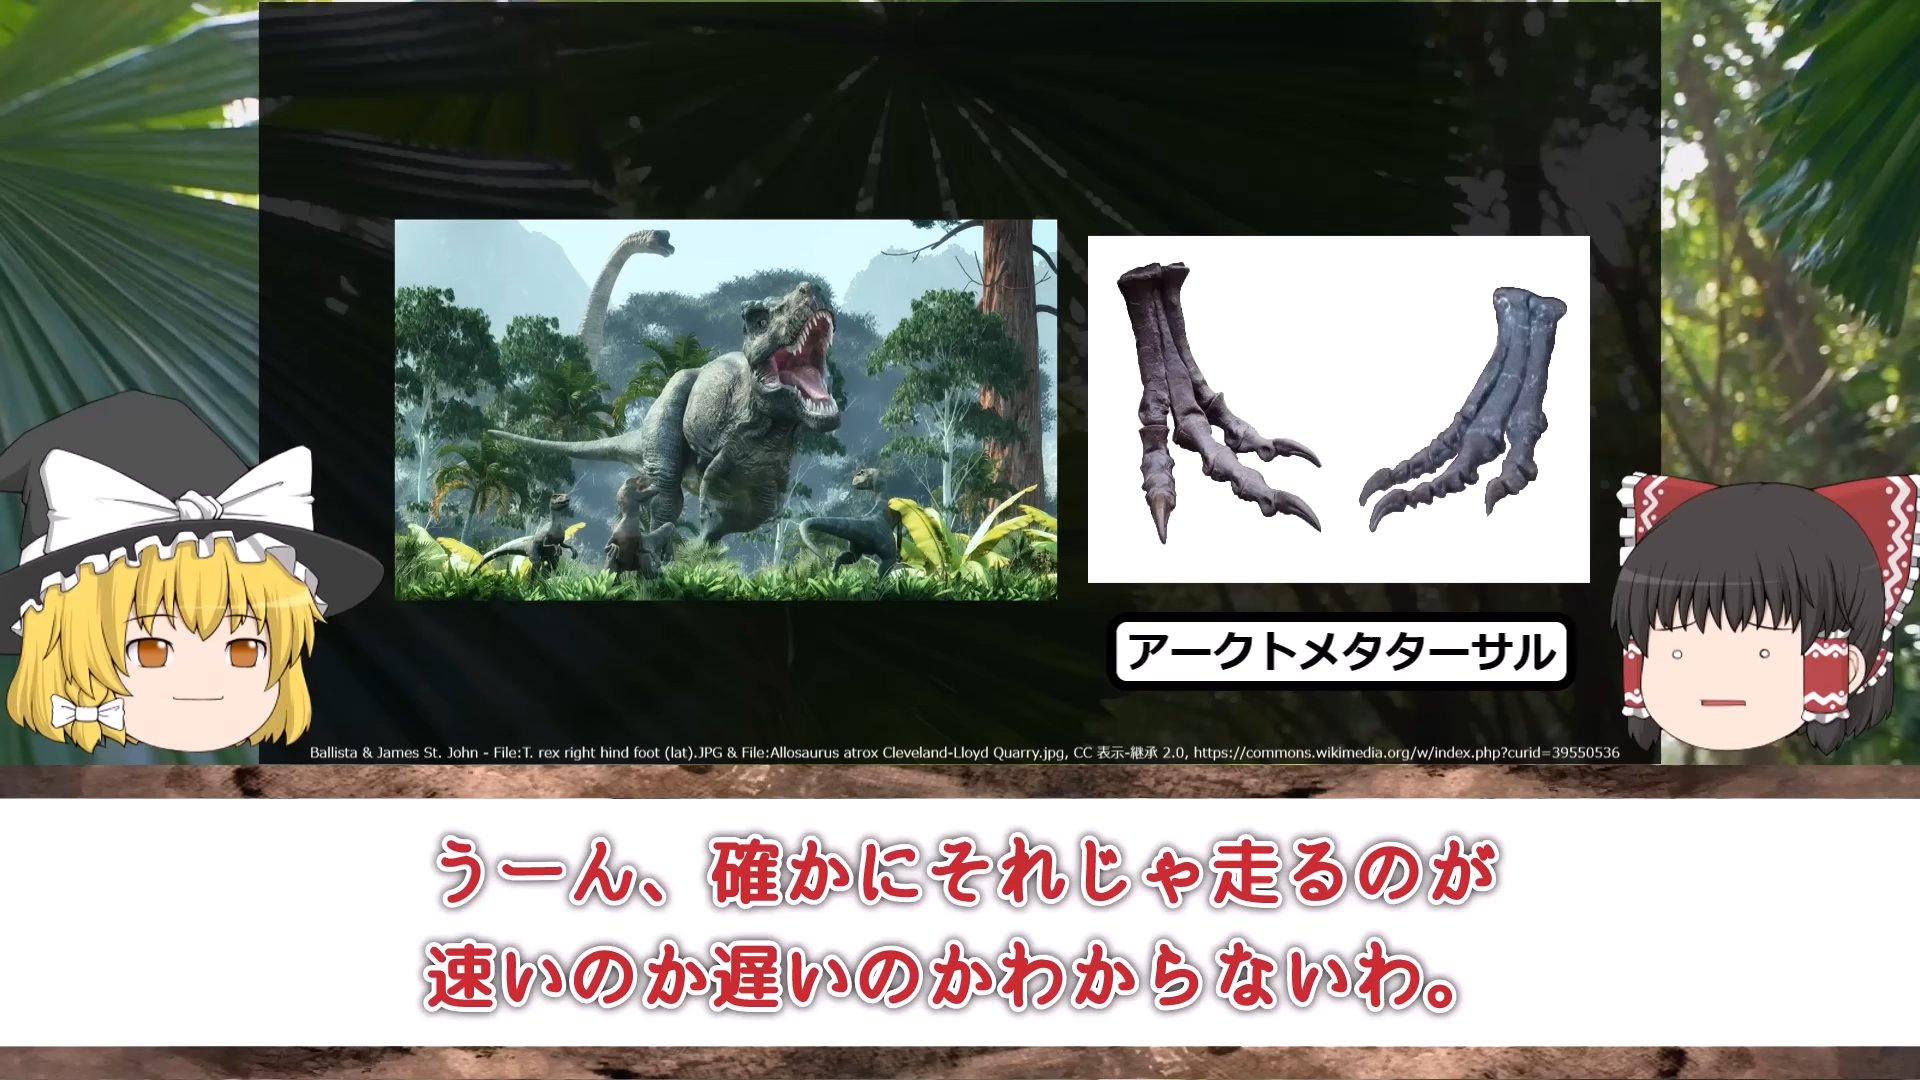 アークトメタターサル
Ballista & James St. John - File:T. rex right hind foot (lat).JPG & File:Allosaurus atrox Cleveland-Lloyd Quarry.jpg, CC 表示-継承 2.0, https://commons.wikimedia.org/w/index.php?curid=39550536
うーん、確かにそれじゃ走るのが
速いのか遅いのかわからないわ。